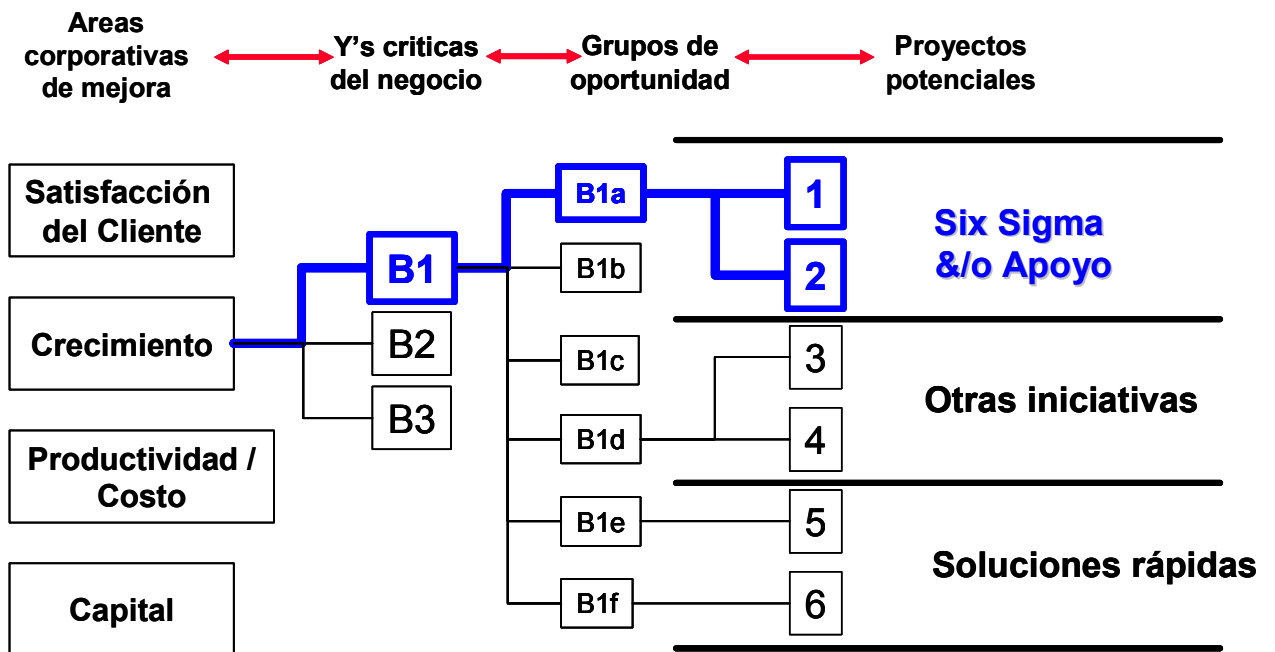 Areas
corporativas
de mejora
Y's criticas
del negocio
Grupos de
oportunidad
Proyectos
potenciales
Satisfacción
del Cliente
Crecimiento
Productividad /
Costo
Capital
B1
B2
B3
B1a
B1b
B1c
B1d
B1e
B1f
1
2
3
4
5
6
Six Sigma
&/o Apoyo
Otras iniciativas
Soluciones rápidas